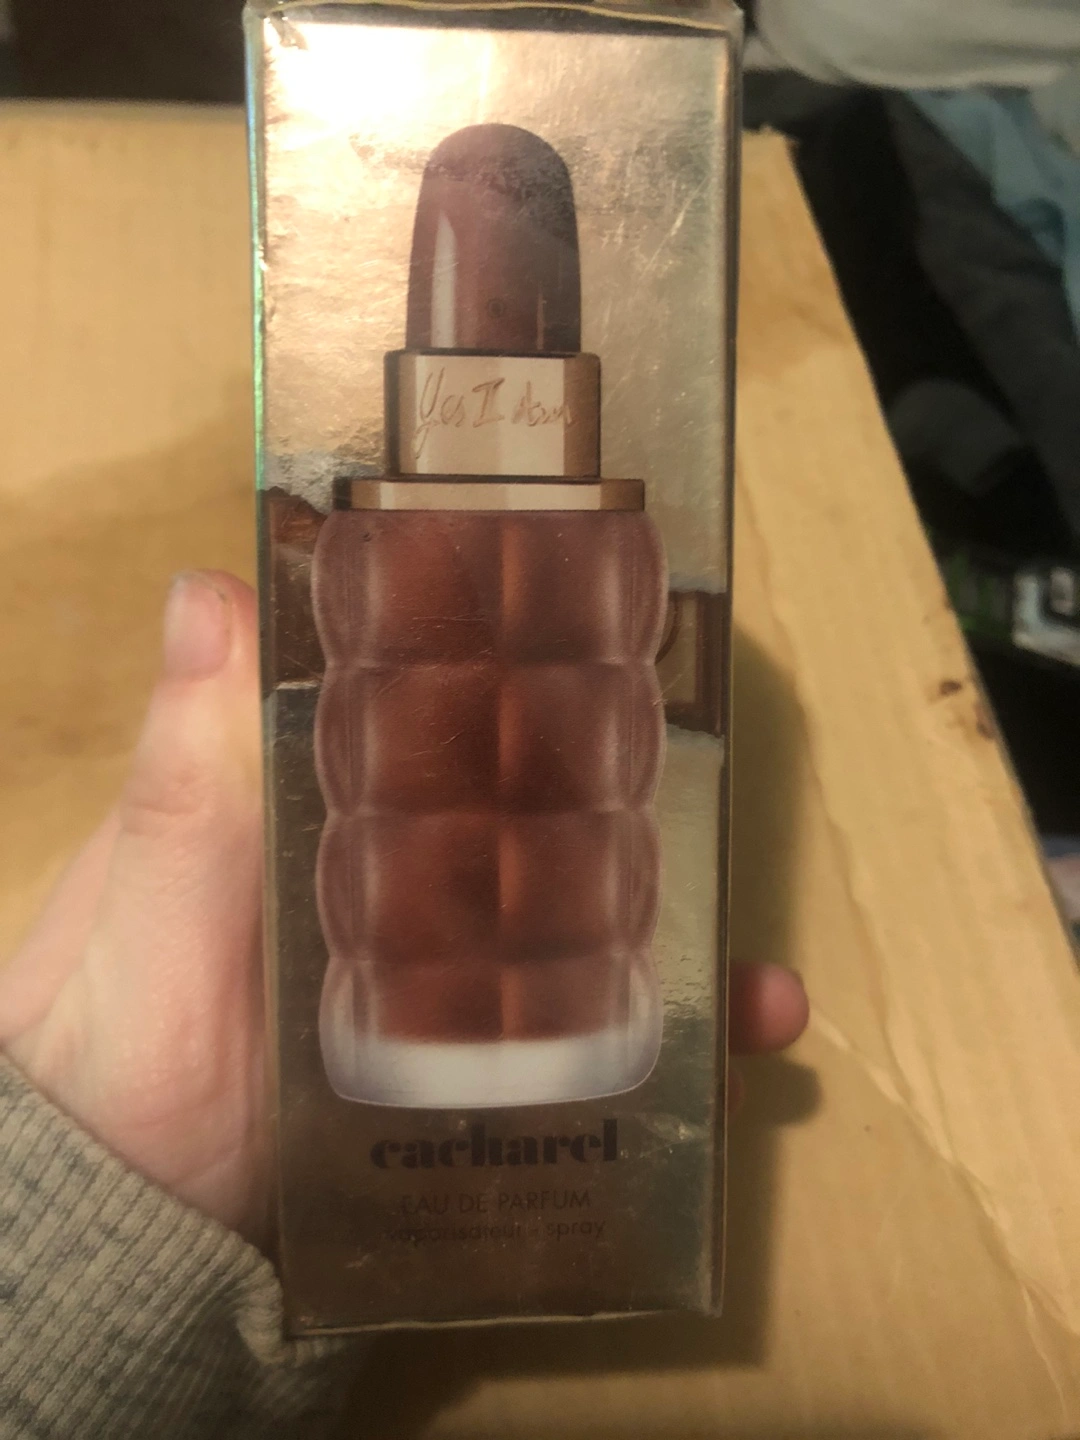 Yes I am
cacharel
EAU DE PARFUM
vaporisateur - spray